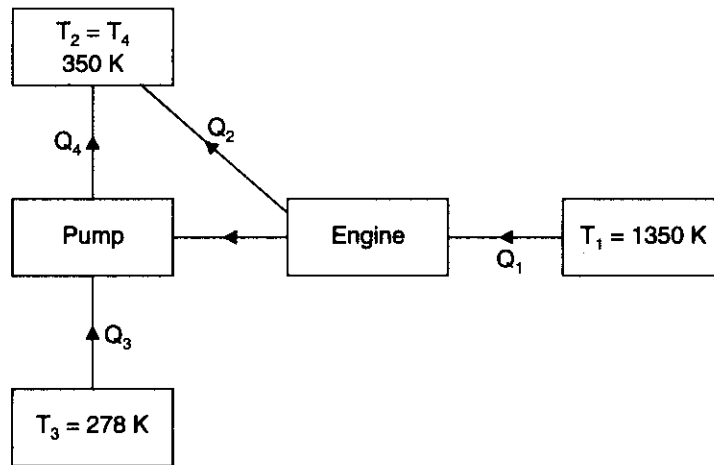 T₂ = T₄
350 K
Q₄
Q₂
Pump
Engine
T₁ = 1350 K
Q₁
Q₃
T₃ = 278 K